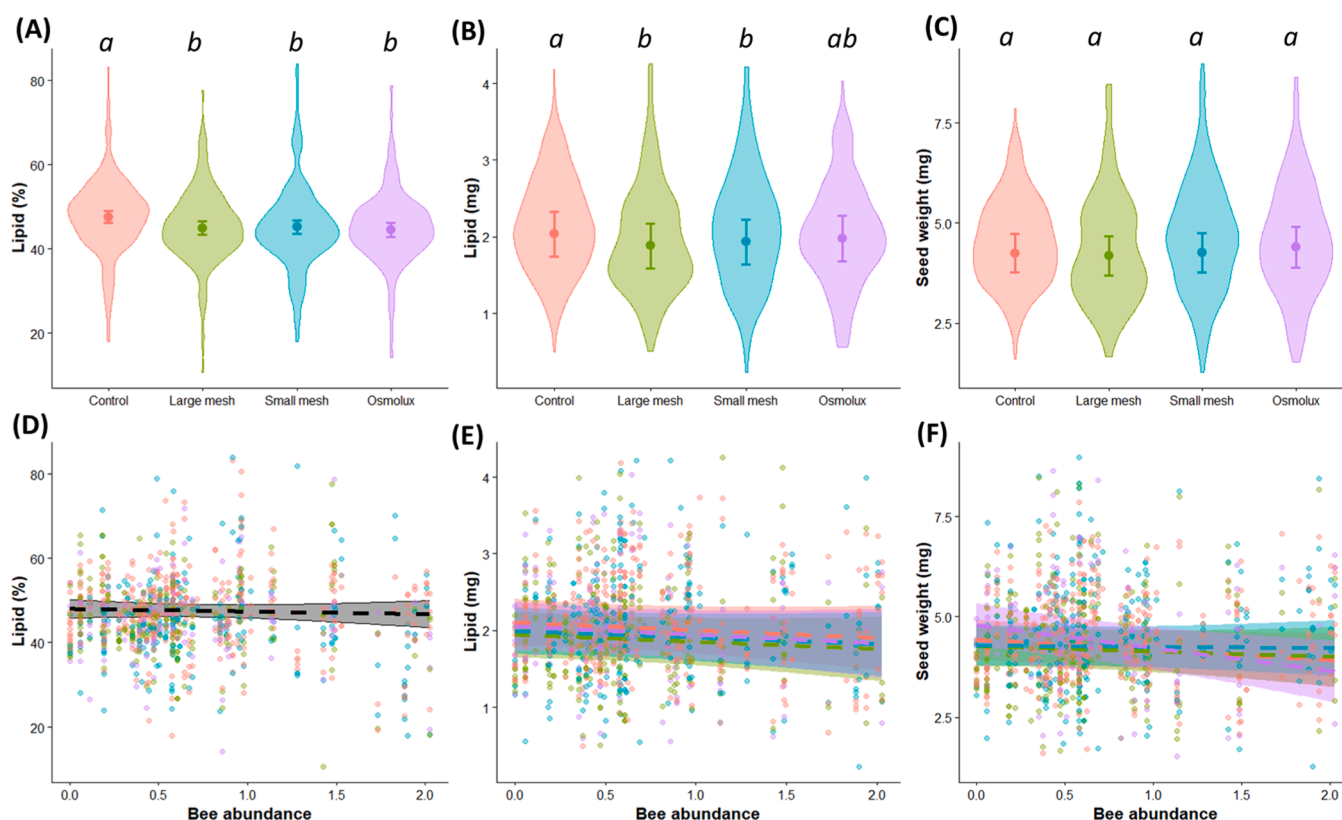 (A)
a b b b
Lipid (%)
80
60
40
20
Control Large mesh Small mesh Osmolux
(B)
a b b ab
Lipid (mg)
4
3
2
1
Control Large mesh Small mesh Osmolux
(C)
a a a a
Seed weight (mg)
7.5
5.0
2.5
Control Large mesh Small mesh Osmolux
(D)
Lipid (%)
80
60
40
20
0.0 0.5 1.0 1.5 2.0
Bee abundance
(E)
Lipid (mg)
4
3
2
1
0.0 0.5 1.0 1.5 2.0
Bee abundance
(F)
Seed weight (mg)
7.5
5.0
2.5
0.0 0.5 1.0 1.5 2.0
Bee abundance